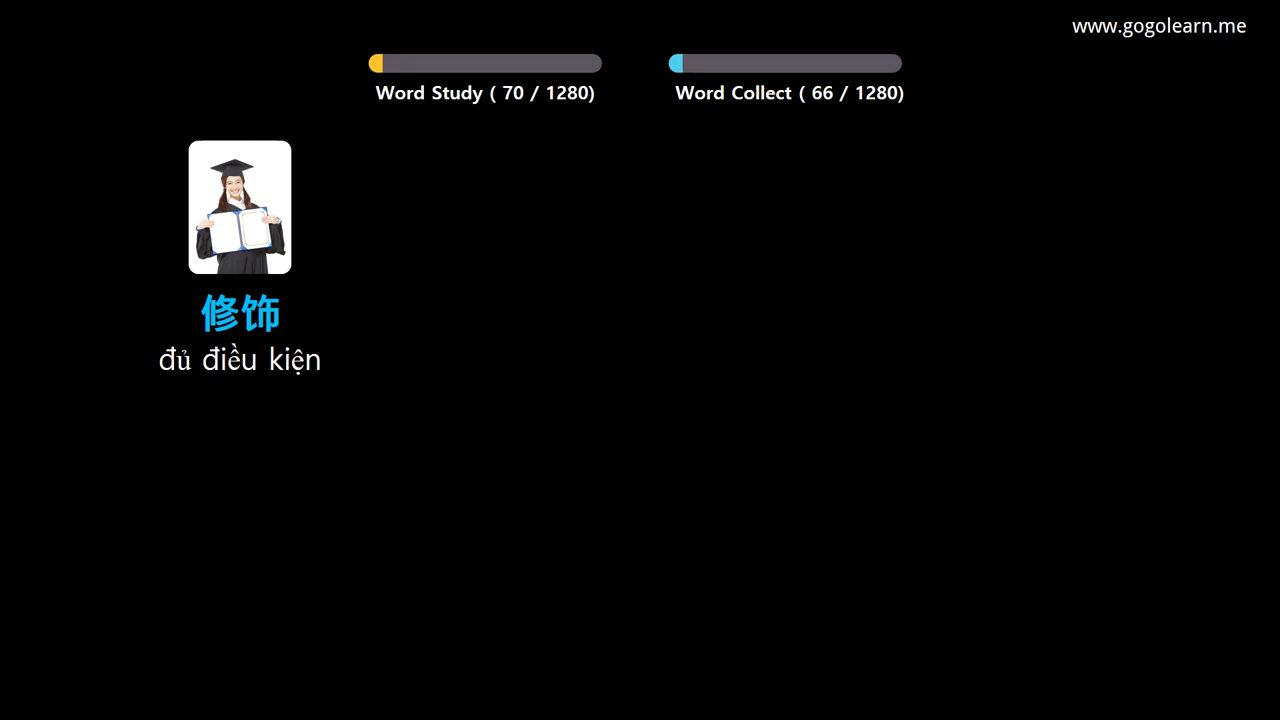 www.gogolearn.me
Word Study ( 70 / 1280)
Word Collect ( 66 / 1280)
修饰
đủ điều kiện